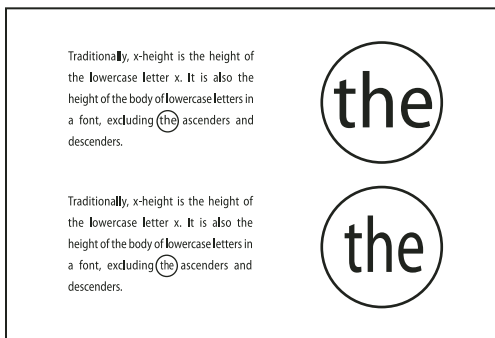 Traditionally, x-height is the height of
the lowercase letter x. It is also the
height of the body of lowercase letters in
a font, excluding the ascenders and
descenders.
the
Traditionally, x-height is the height of
the lowercase letter x. It is also the
height of the body of lowercase letters in
a font, excluding the ascenders and
descenders.
the